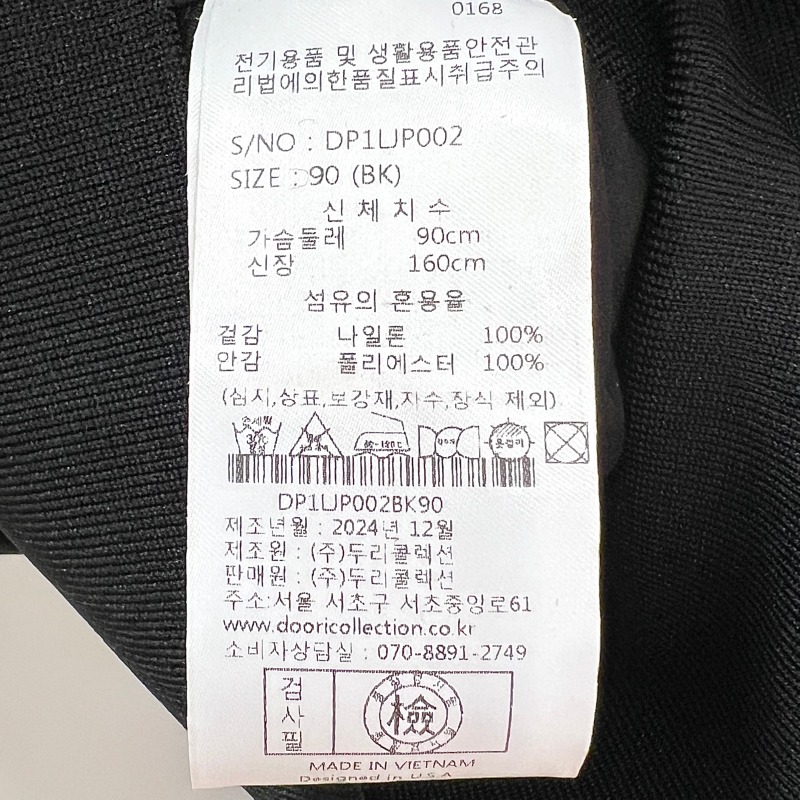 0168
전기용품 및 생활용품안전관
리법에의한품질표시취급주의
S/NO : DP1LJP002
SIZE : 90 (BK)
신 체 치 수
가슴둘레 90cm
신장 160cm
섬유의 혼용율
겉감 나일론 100%
안감 폴리에스터 100%
(심지,상표,보강재,자수,장식 제외)
DP1LJP002BK90
제조년월 : 2024년 12월
제조원 : (주)두리콜렉션
판매원 : (주)두리콜렉션
주소:서울 서초구 서초중앙로61
www.dooricollection.co.kr
소비자상담실 : 070-8891-2749
검
사
필
檢
MADE IN VIETNAM
Designed in U.S.A